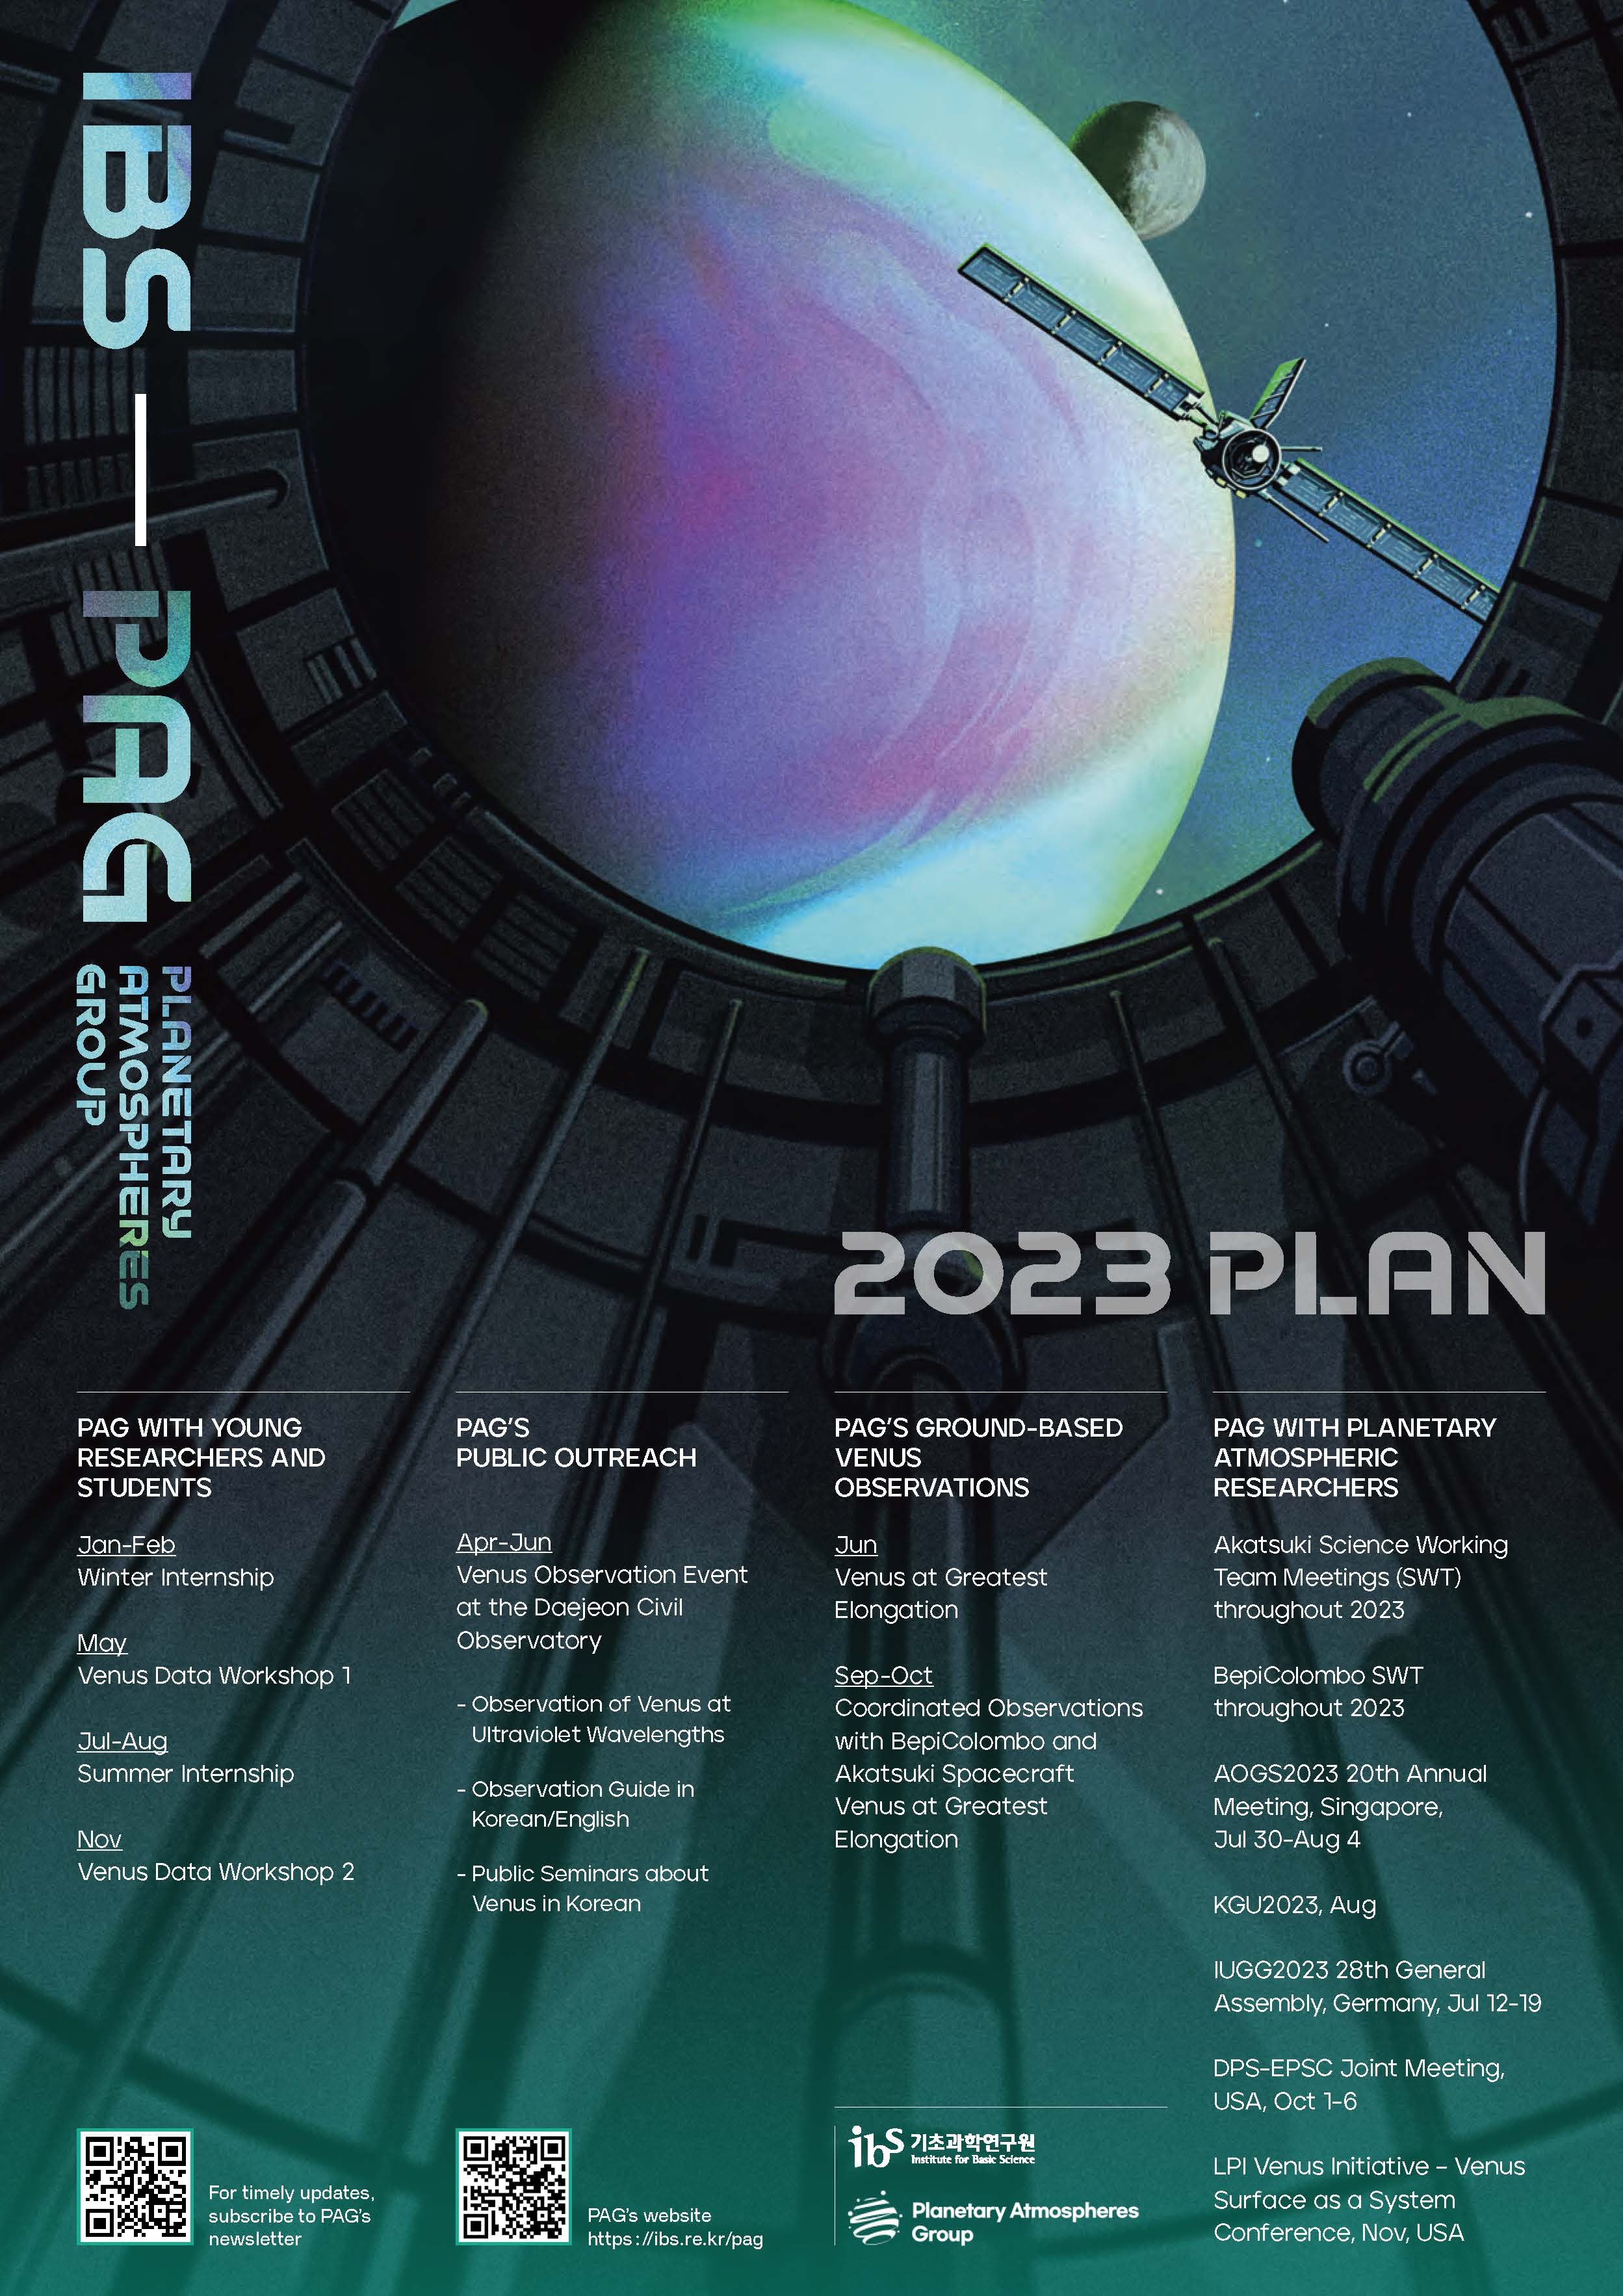 IBS — PAG
PLANETARY
ATMOSPHERES
GROUP
2023 PLAN
PAG WITH YOUNG
RESEARCHERS AND
STUDENTS
Jan-Feb
Winter Internship
May
Venus Data Workshop 1
Jul-Aug
Summer Internship
Nov
Venus Data Workshop 2
PAG'S
PUBLIC OUTREACH
Apr-Jun
Venus Observation Event
at the Daejeon Civil
Observatory
- Observation of Venus at
Ultraviolet Wavelengths
- Observation Guide in
Korean/English
- Public Seminars about
Venus in Korean
PAG'S GROUND-BASED
VENUS
OBSERVATIONS
Jun
Venus at Greatest
Elongation
Sep-Oct
Coordinated Observations
with BepiColombo and
Akatsuki Spacecraft
Venus at Greatest
Elongation
PAG WITH PLANETARY
ATMOSPHERIC
RESEARCHERS
Akatsuki Science Working
Team Meetings (SWT)
throughout 2023
BepiColombo SWT
throughout 2023
AOGS2023 20th Annual
Meeting, Singapore,
Jul 30-Aug 4
KGU2023, Aug
IUGG2023 28th General
Assembly, Germany, Jul 12-19
DPS-EPSC Joint Meeting,
USA, Oct 1-6
LPI Venus Initiative – Venus
Surface as a System
Conference, Nov, USA
For timely updates,
subscribe to PAG's
newsletter
PAG's website
https://ibs.re.kr/pag
ibS 기초과학연구원
Institute for Basic Science
Planetary Atmospheres
Group